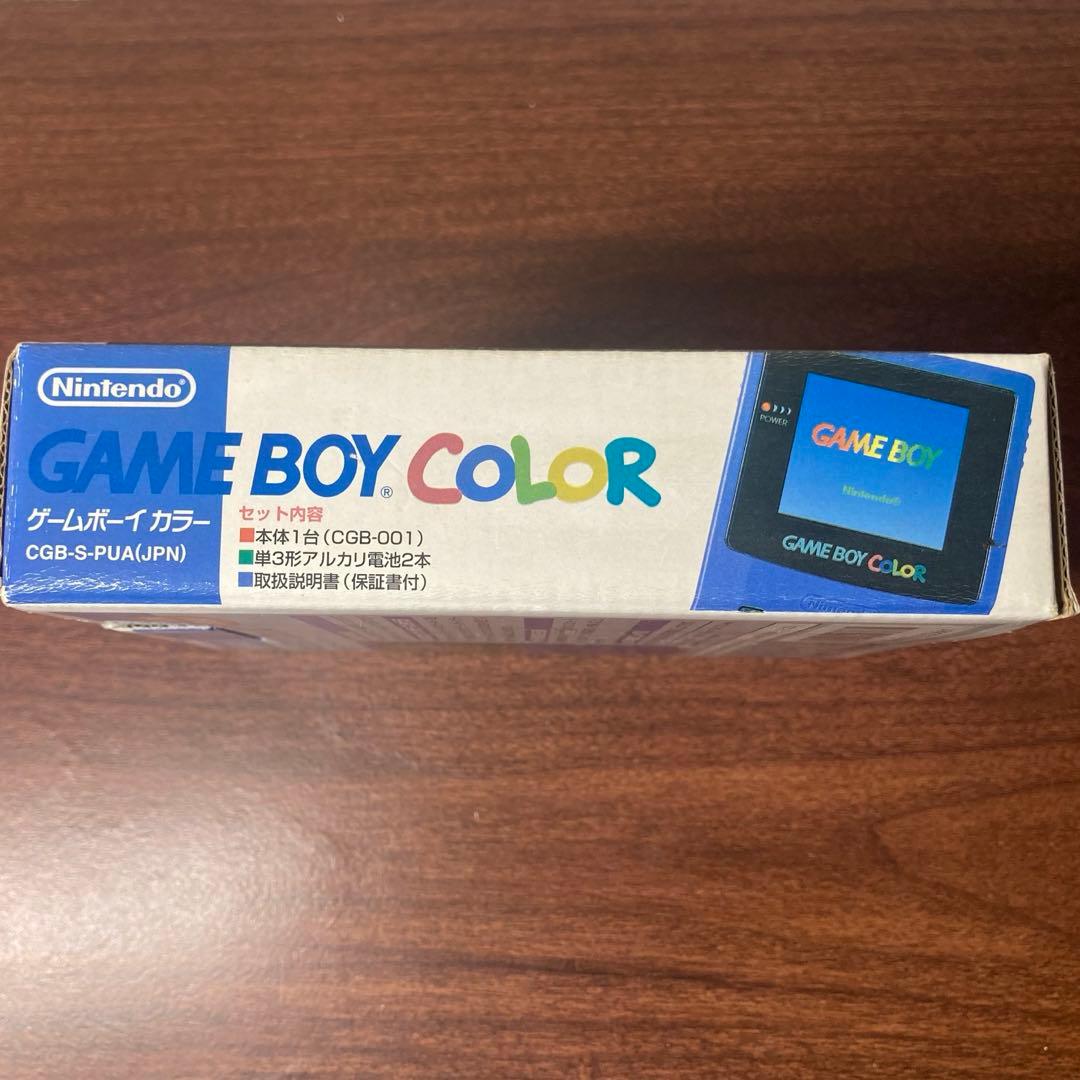 Nintendo®
GAME BOY® COLOR
ゲームボーイ カラー
CGB-S-PUA(JPN)
セット内容
■本体1台(CGB-001)
■単3形アルカリ電池2本
■取扱説明書(保証書付)
POWER
GAME BOY
Nintendo®
GAME BOY COLOR
Nintendo